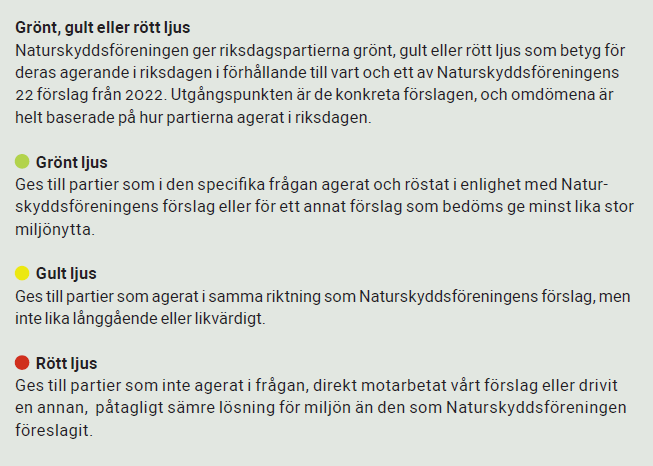 Grönt, gult eller rött ljus
Naturskyddsföreningen ger riksdagspartierna grönt, gult eller rött ljus som betyg för
deras agerande i riksdagen i förhållande till vart och ett av Naturskyddsföreningens
22 förslag från 2022. Utgångspunkten är de konkreta förslagen, och omdömena är
helt baserade på hur partierna agerat i riksdagen.
Grönt ljus
Ges till partier som i den specifika frågan agerat och röstat i enlighet med Natur-
skyddsföreningens förslag eller för ett annat förslag som bedöms ge minst lika stor
miljönytta.
Gult ljus
Ges till partier som agerat i samma riktning som Naturskyddsföreningens förslag, men
inte lika långgående eller likvärdigt.
Rött ljus
Ges till partier som inte agerat i frågan, direkt motarbetat vårt förslag eller drivit
en annan, påtagligt sämre lösning för miljön än den som Naturskyddsföreningen
föreslagit.